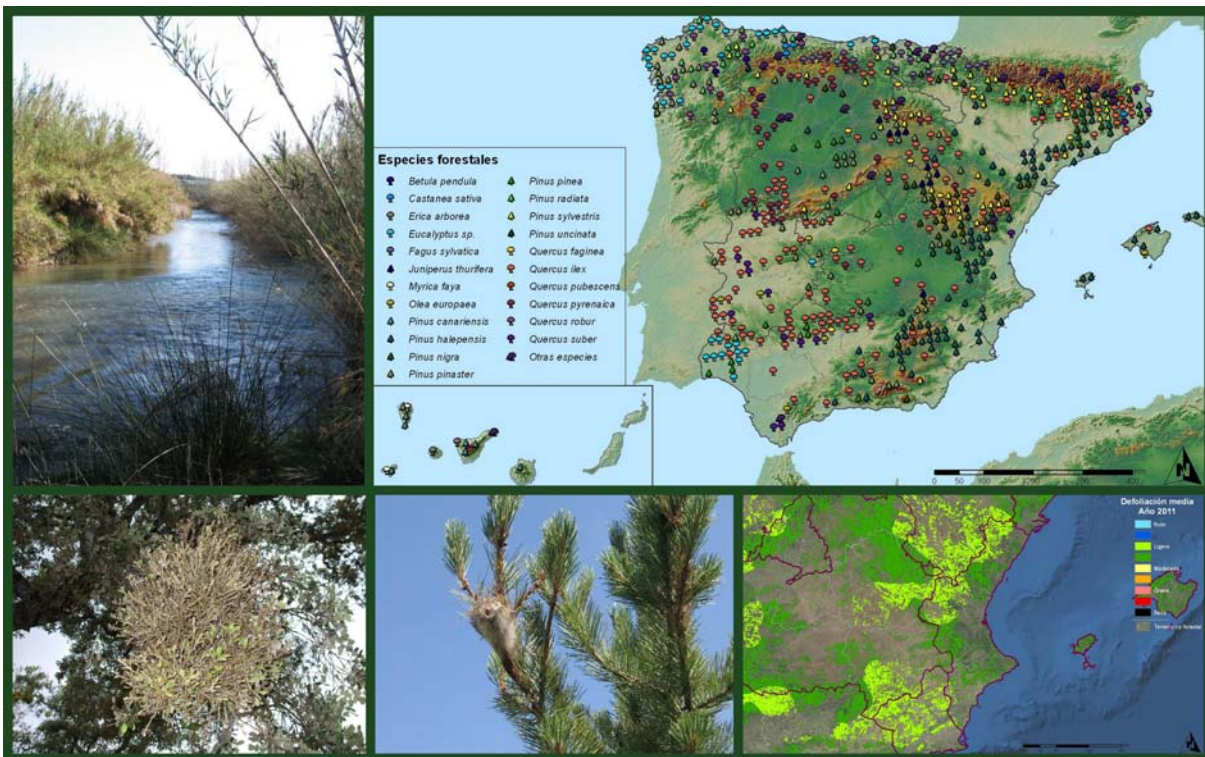 Especies forestales
Betula pendula
Castanea sativa
Erica arborea
Eucalyptus sp.
Fagus sylvatica
Juniperus thurifera
Myrica faya
Olea europaea
Pinus canariensis
Pinus halepensis
Pinus nigra
Pinus pinaster
Pinus pinea
Pinus radiata
Pinus sylvestris
Pinus uncinata
Quercus faginea
Quercus ilex
Quercus pubescens
Quercus pyrenaica
Quercus robur
Quercus suber
Otras especies
0 50 100 200 300 400
N
Defoliación media
Año 2011
Nula
Ligera
Moderada
Grave